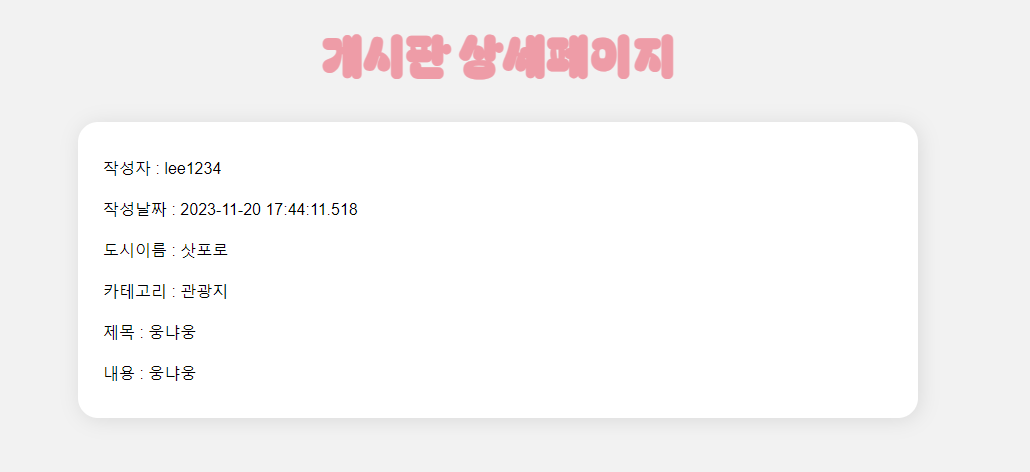 게시판 상세페이지
작성자 : lee1234
작성날짜 : 2023-11-20 17:44:11.518
도시이름 : 삿포로
카테고리 : 관광지
제목 : 웅냐웅
내용 : 웅냐웅